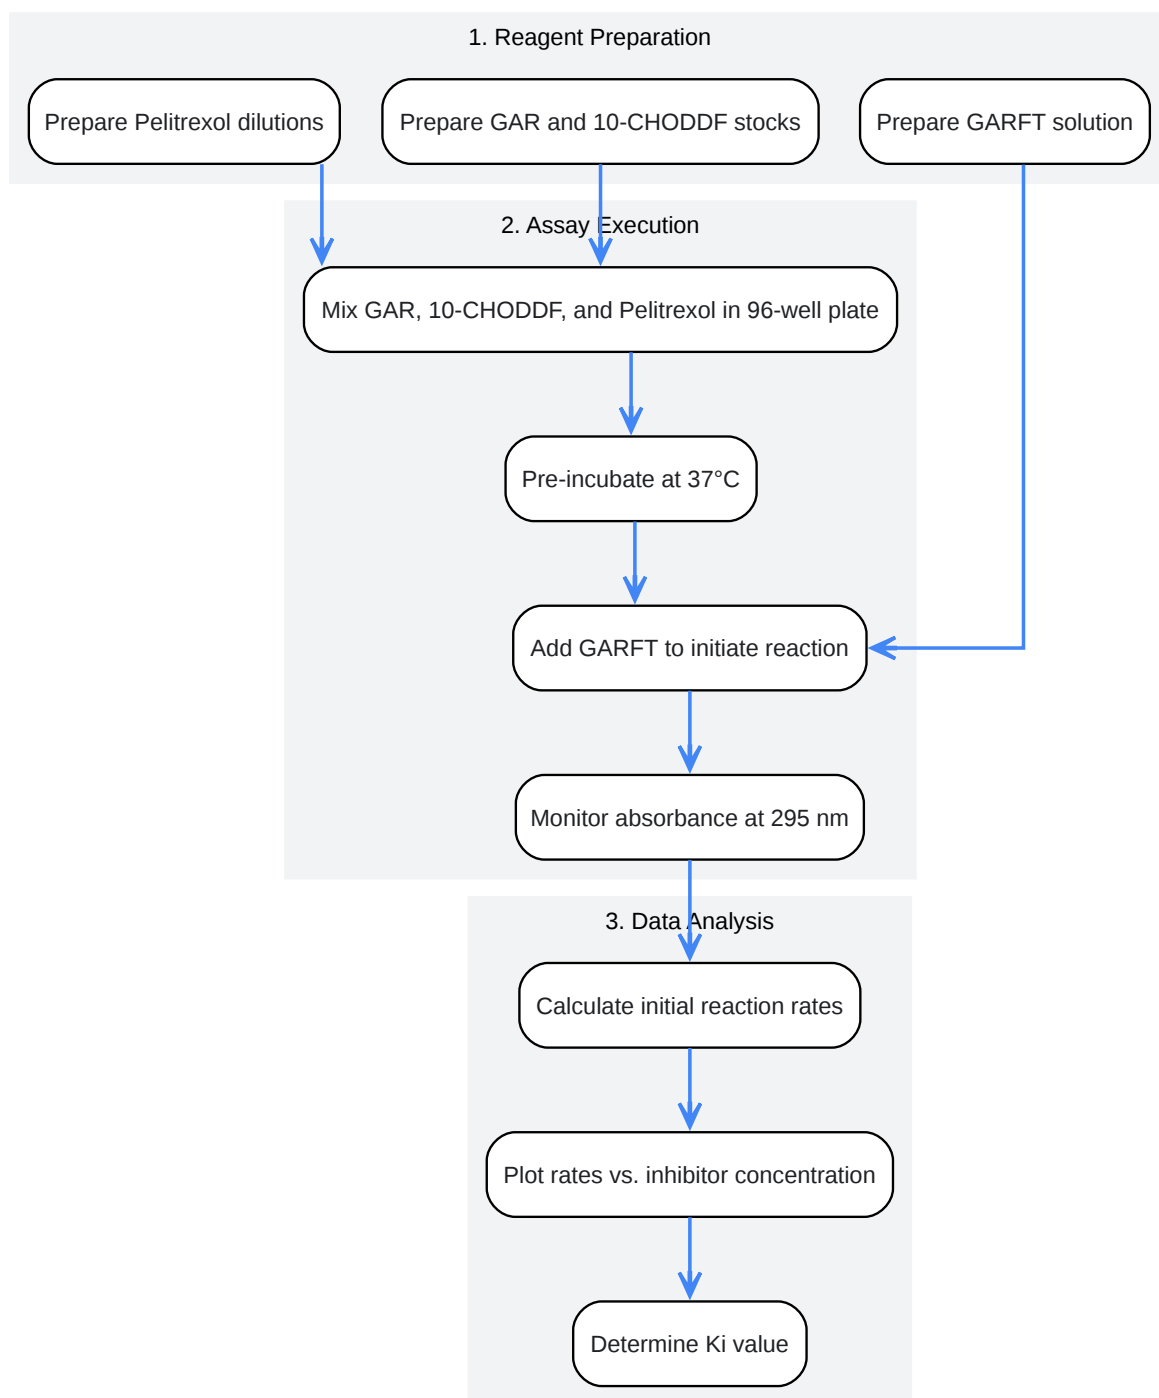 1. Reagent Preparation
Prepare Pelitrexol dilutions
Prepare GAR and 10-CHODDF stocks
Prepare GARFT solution
2. Assay Execution
Mix GAR, 10-CHODDF, and Pelitrexol in 96-well plate
Pre-incubate at 37°C
Add GARFT to initiate reaction
Monitor absorbance at 295 nm
3. Data Analysis
Calculate initial reaction rates
Plot rates vs. inhibitor concentration
Determine Ki value